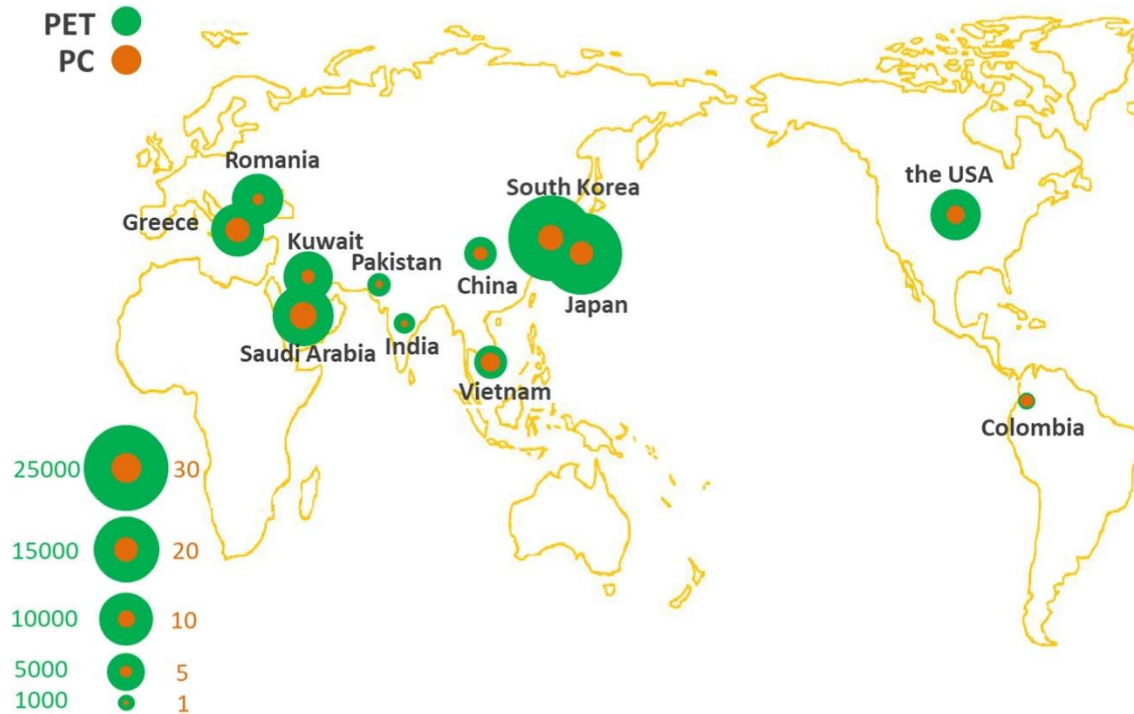 PET
PC
Romania
South Korea
the USA
Greece
Kuwait
Pakistan
China
Japan
Saudi Arabia
India
Vietnam
Colombia
25000 30
15000 20
10000 10
5000 5
1000 1